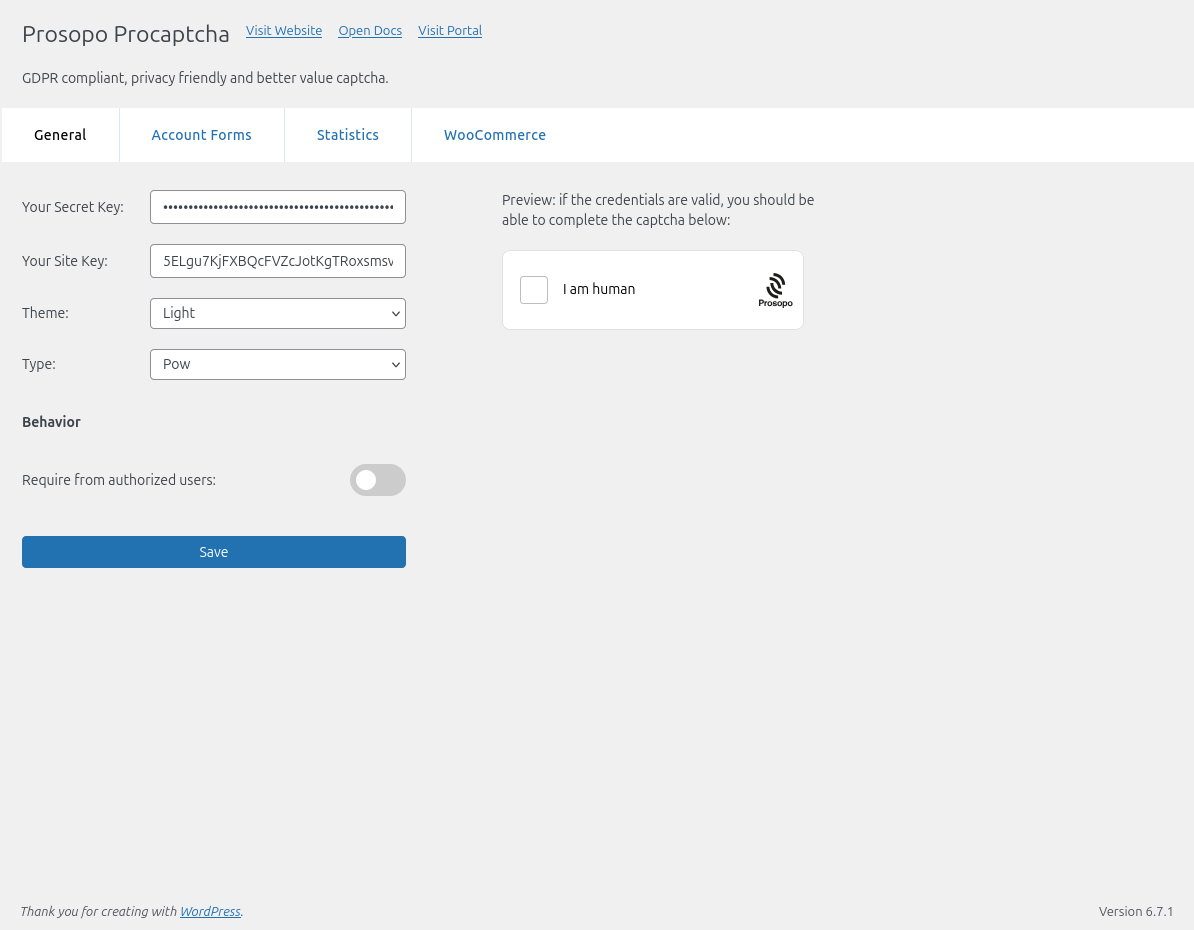 Prosopo Procaptcha Visit Website Open Docs Visit Portal
GDPR compliant, privacy friendly and better value captcha.
General Account Forms Statistics WooCommerce
Your Secret Key: ••••••••••••••••••••••••••••••••••••••••••••••
Your Site Key: 5ELgu7KjFXBQcFVZcJotKgTRoxsmsv
Theme: Light
Type: Pow
Behavior
Require from authorized users:
Save
Preview: if the credentials are valid, you should be
able to complete the captcha below:
I am human
Prosopo
Thank you for creating with WordPress.
Version 6.7.1